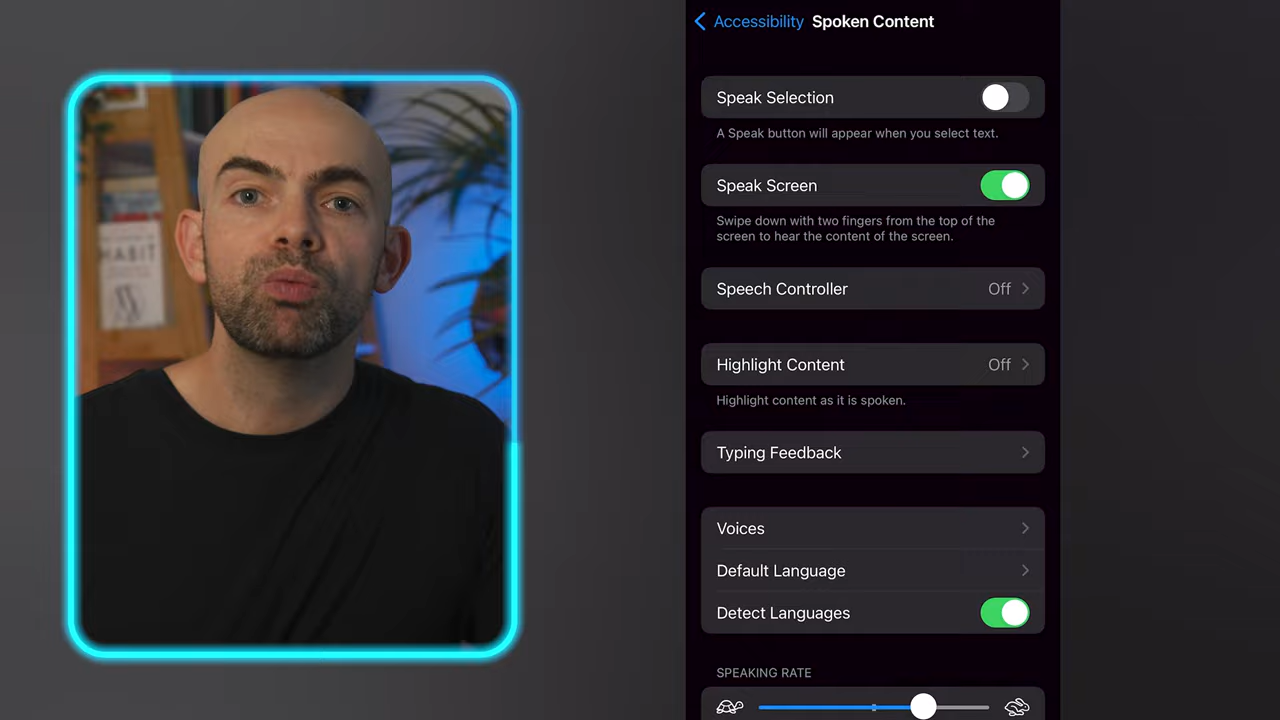 HABIT
Accessibility Spoken Content
Speak Selection
A Speak button will appear when you select text.
Speak Screen
Swipe down with two fingers from the top of the
screen to hear the content of the screen.
Speech Controller Off
Highlight Content Off
Highlight content as it is spoken.
Typing Feedback
Voices
Default Language
Detect Languages
SPEAKING RATE